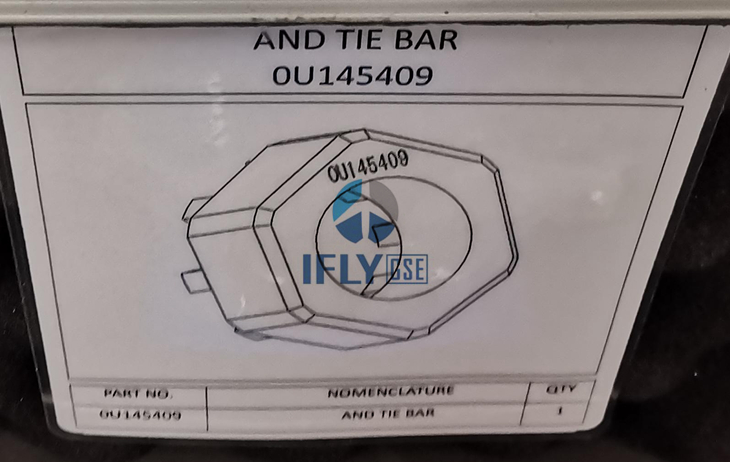 AND TIE BAR
0U145409
0U145409
IFLY GSE
PART NO. NOMENCLATURE QTY
0U145409 AND TIE BAR 1